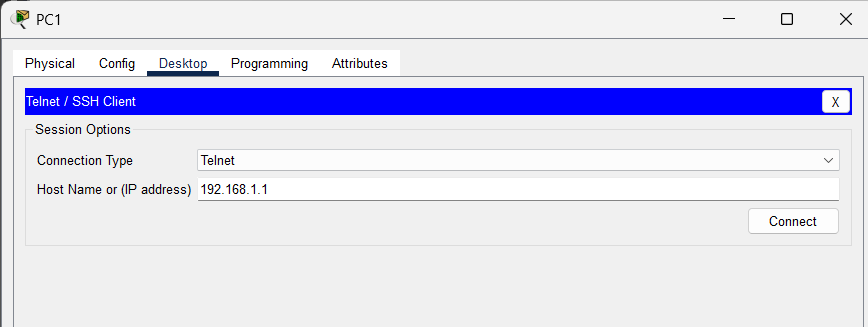 PC1
Physical Config Desktop Programming Attributes
Telnet / SSH Client X
Session Options
Connection Type Telnet
Host Name or (IP address) 192.168.1.1
Connect